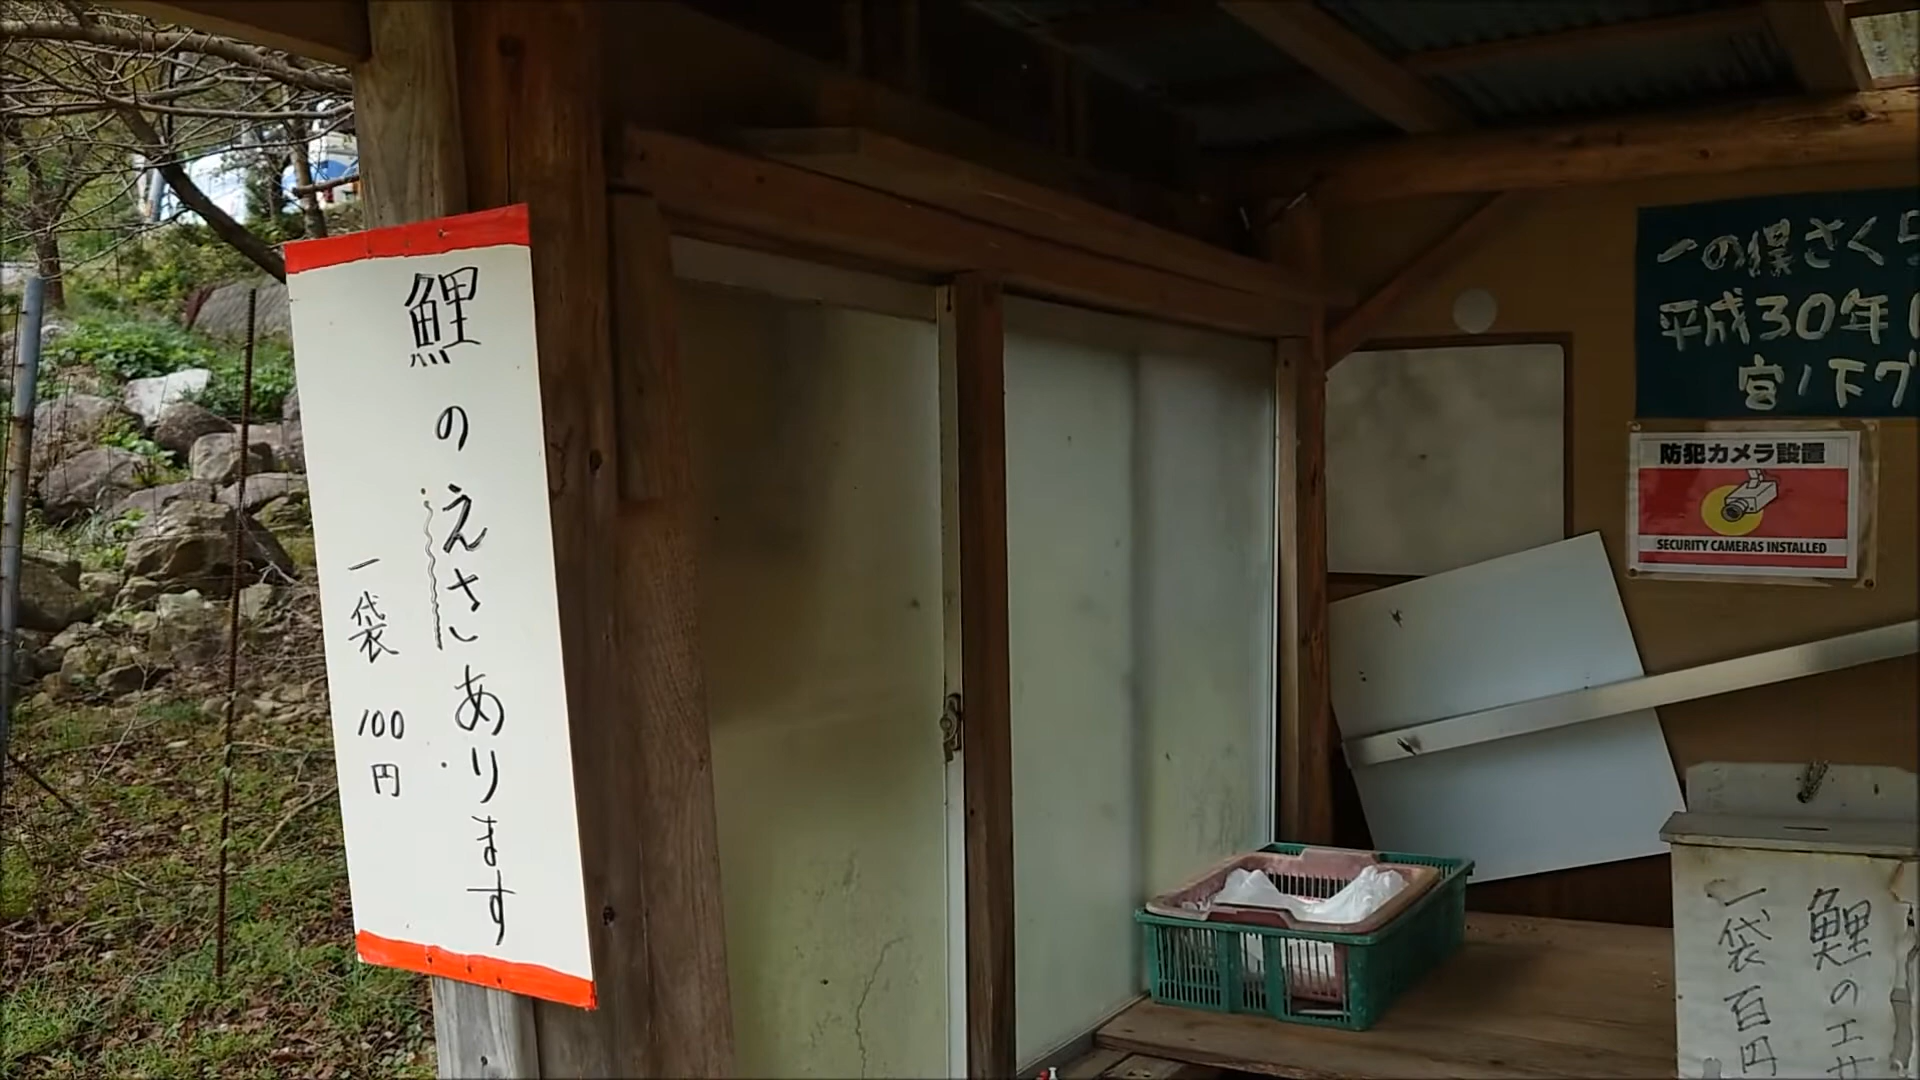 鯉のえさあります
一袋 100円
一の俣さく
平成30年
宮ノ下グ
防犯カメラ設置
SECURITY CAMERAS INSTALLED
鯉のエサ
一袋 百円